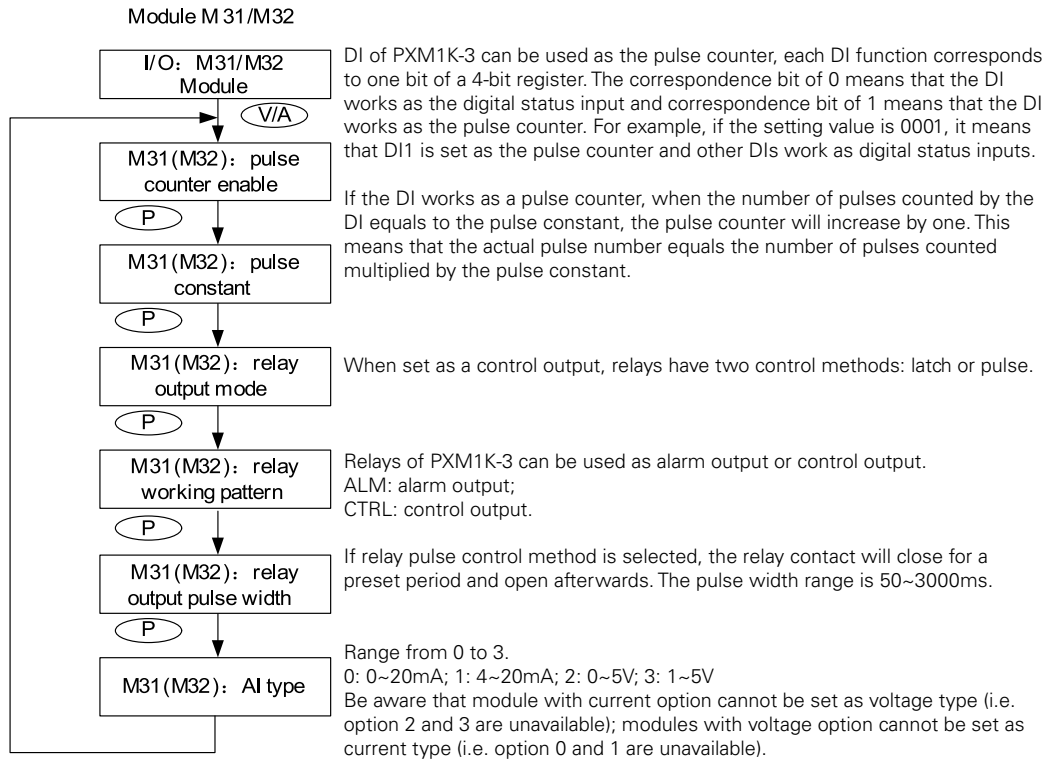 Module M 31/M32
I/O: M31/M32
Module
V/A
M31(M32): pulse
counter enable
P
M31(M32): pulse
constant
P
M31(M32): relay
output mode
P
M31(M32): relay
working pattern
P
M31(M32): relay
output pulse width
P
M31(M32): AI type
DI of PXM1K-3 can be used as the pulse counter, each DI function corresponds
to one bit of a 4-bit register. The correspondence bit of 0 means that the DI
works as the digital status input and correspondence bit of 1 means that the DI
works as the pulse counter. For example, if the setting value is 0001, it means
that DI1 is set as the pulse counter and other DIs work as digital status inputs.
If the DI works as a pulse counter, when the number of pulses counted by the
DI equals to the pulse constant, the pulse counter will increase by one. This
means that the actual pulse number equals the number of pulses counted
multiplied by the pulse constant.
When set as a control output, relays have two control methods: latch or pulse.
Relays of PXM1K-3 can be used as alarm output or control output.
ALM: alarm output;
CTRL: control output.
If relay pulse control method is selected, the relay contact will close for a
preset period and open afterwards. The pulse width range is 50~3000ms.
Range from 0 to 3.
0: 0~20mA; 1: 4~20mA; 2: 0~5V; 3: 1~5V
Be aware that module with current option cannot be set as voltage type (i.e.
option 2 and 3 are unavailable); modules with voltage option cannot be set as
current type (i.e. option 0 and 1 are unavailable).